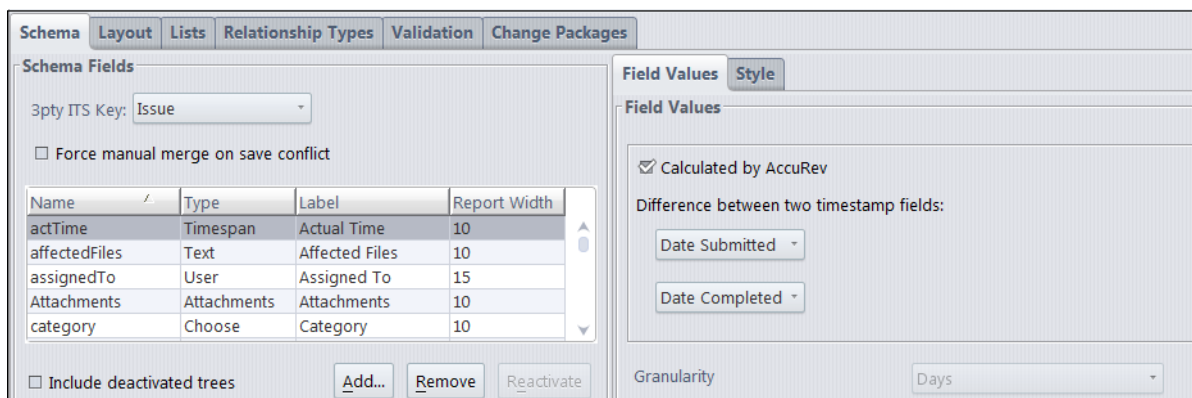 Schema Layout Lists Relationship Types Validation Change Packages
Schema Fields
3pty ITS Key: Issue
Force manual merge on save conflict
Name Type Label Report Width
actTime Timespan Actual Time 10
affectedFiles Text Affected Files 10
assignedTo User Assigned To 15
Attachments Attachments Attachments 10
category Choose Category 10
Include deactivated trees Add... Remove Reactivate
Field Values Style
Field Values
Calculated by AccuRev
Difference between two timestamp fields:
Date Submitted
Date Completed
Granularity Days